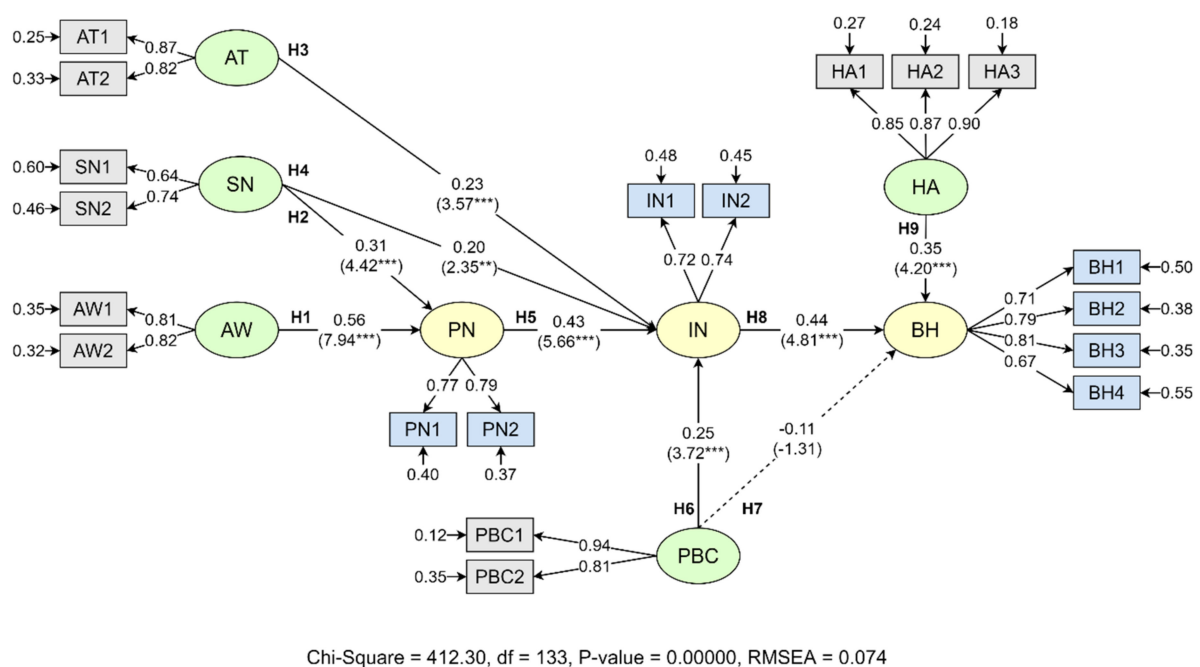 0.27 0.24 0.18
0.25 AT1 0.87 AT H3 HA1 HA2 HA3
0.33 AT2 0.82
0.85 0.87 0.90
0.60 SN1 0.64 SN H4 0.23 0.48 0.45 HA
0.46 SN2 0.74 H2 (3.57***) IN1 IN2 H9
0.31 0.20 0.35
(4.42***) (2.35**) 0.72 0.74 (4.20***)
BH1 0.50
0.35 AW1 0.81 AW H1 0.56 PN H5 0.43 IN H8 0.44 BH 0.71 BH2 0.38
0.32 AW2 0.82 (7.94***) (5.66***) (4.81***) 0.79
0.81 BH3 0.35
0.67 BH4 0.55
0.77 0.79
PN1 PN2 0.25 -0.11
0.40 0.37 (3.72***) (-1.31)
H6 H7
0.12 PBC1 0.94 PBC
0.35 PBC2 0.81
Chi-Square = 412.30, df = 133, P-value = 0.00000, RMSEA = 0.074